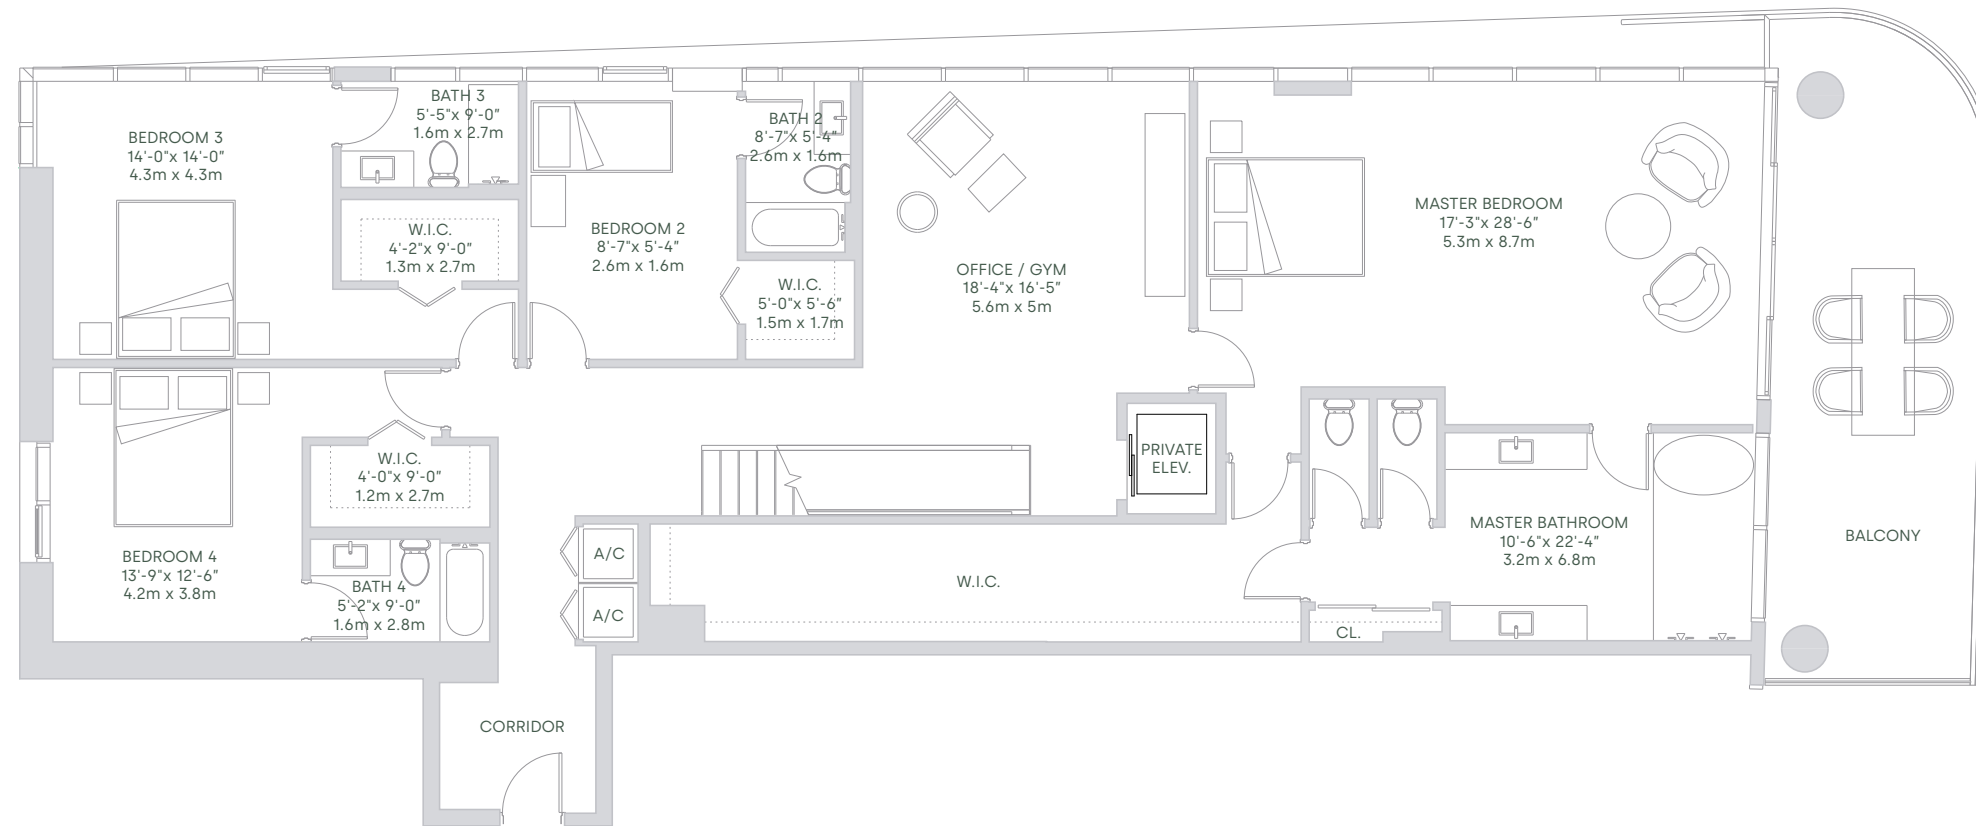 BEDROOM 3
14'-0"x 14'-0"
4.3m x 4.3m
BATH 3
5'-5"x 9'-0"
1.6m x 2.7m
W.I.C.
4'-2"x 9'-0"
1.3m x 2.7m
BEDROOM 2
8'-7"x 5'-4"
2.6m x 1.6m
BATH 2
8'-7"x 5'-4"
2.6m x 1.6m
W.I.C.
5'-0"x 5'-6"
1.5m x 1.7m
OFFICE / GYM
18'-4"x 16'-5"
5.6m x 5m
MASTER BEDROOM
17'-3"x 28'-6"
5.3m x 8.7m
PRIVATE
ELEV.
W.I.C.
4'-0"x 9'-0"
1.2m x 2.7m
BEDROOM 4
13'-9"x 12'-6"
4.2m x 3.8m
BATH 4
5'-2"x 9'-0"
1.6m x 2.8m
A/C
A/C
W.I.C.
MASTER BATHROOM
10'-6"x 22'-4"
3.2m x 6.8m
CL.
BALCONY
CORRIDOR